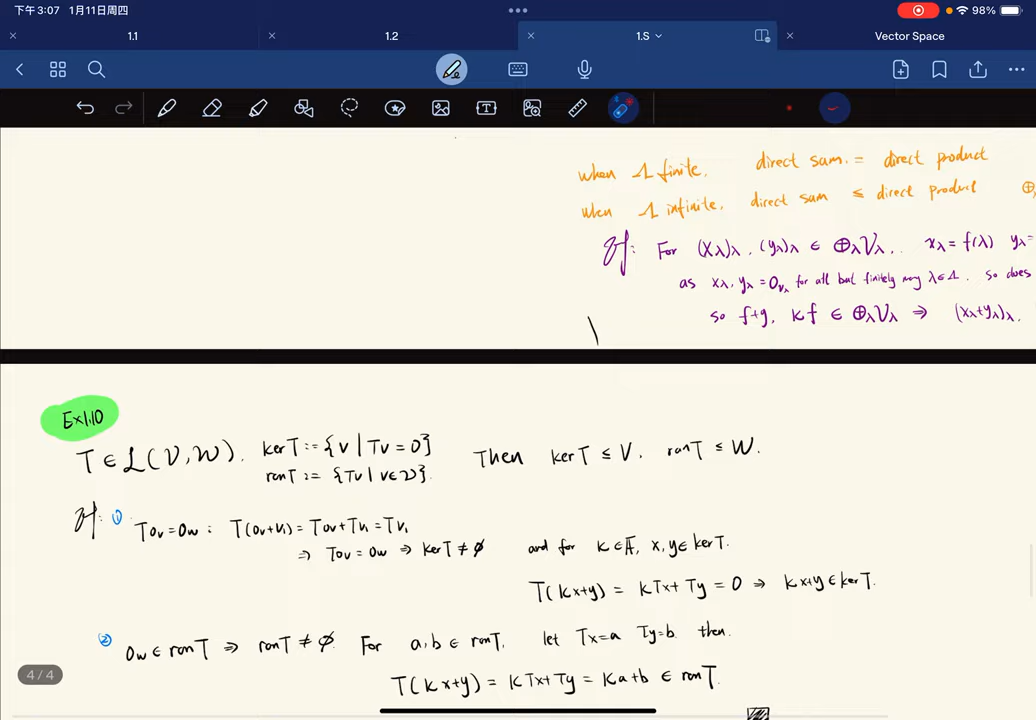 下午3:07 1月11日周四
98%
1.1
1.2
1.S
Vector Space
when Λ finite. direct sum. = direct product
when Λ infinite. direct sum ≤ direct product ⊕
Pf: For (xλ)λ, (yλ)λ ∈ ⊕λVλ. xλ = f(λ) yλ=
as xλ, yλ = 0Vλ for all but finitely many λ∈Λ. so does
so f+g, kf ∈ ⊕λVλ ⇒ (xλ+yλ)λ.
Ex1.10
T ∈ L(V,W). kerT := {v | Tv = 0}
ranT := {Tv | v∈V}.
Then kerT ≤ V. ranT ≤ W.
Pf: ① T0v = 0w : T(0v+v₁) = T0v + Tv₁ = Tv₁
⇒ T0v = 0w ⇒ kerT ≠ ∅ and for k ∈ F, x,y ∈ kerT.
T(kx+y) = kTx + Ty = 0 ⇒ kx+y ∈ kerT.
② 0w ∈ ranT ⇒ ranT ≠ ∅. For a,b ∈ ranT. let Tx=a Ty=b. then.
T(kx+y) = kTx + Ty = ka+b ∈ ranT.
4/4